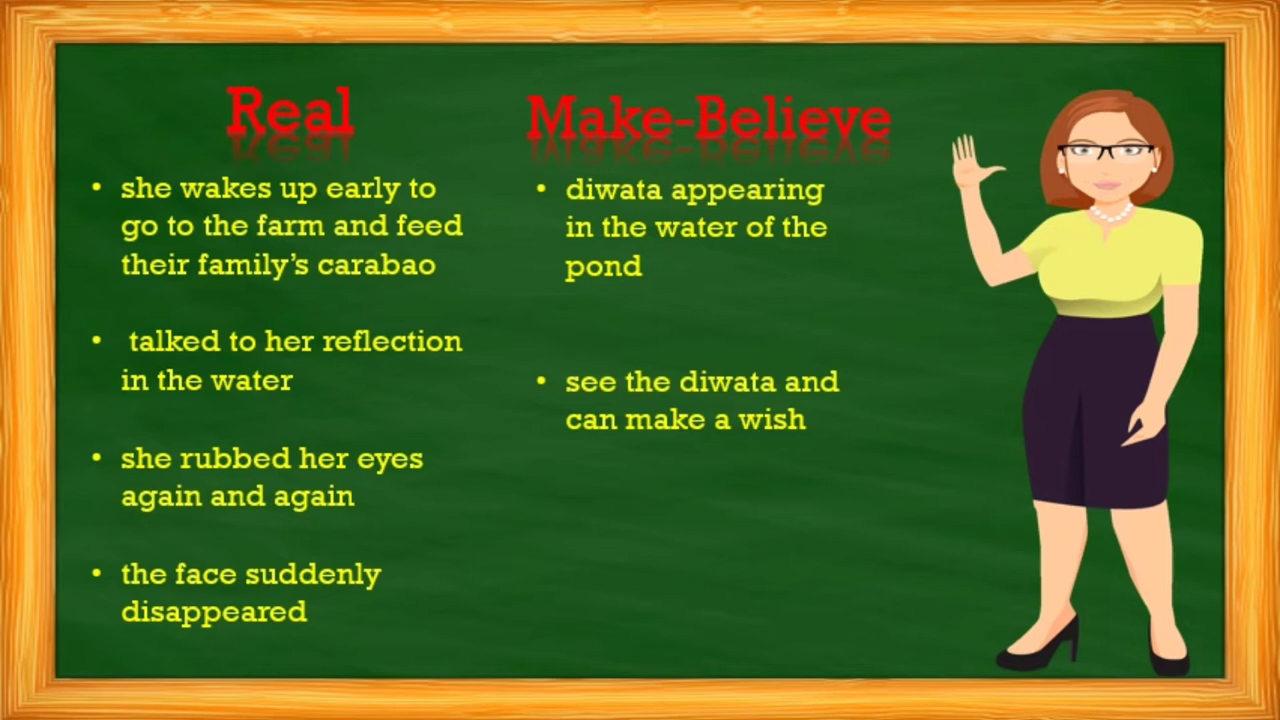 Real
• she wakes up early to
go to the farm and feed
their family's carabao
• talked to her reflection
in the water
• she rubbed her eyes
again and again
• the face suddenly
disappeared
Make-Believe
• diwata appearing
in the water of the
pond
• see the diwata and
can make a wish